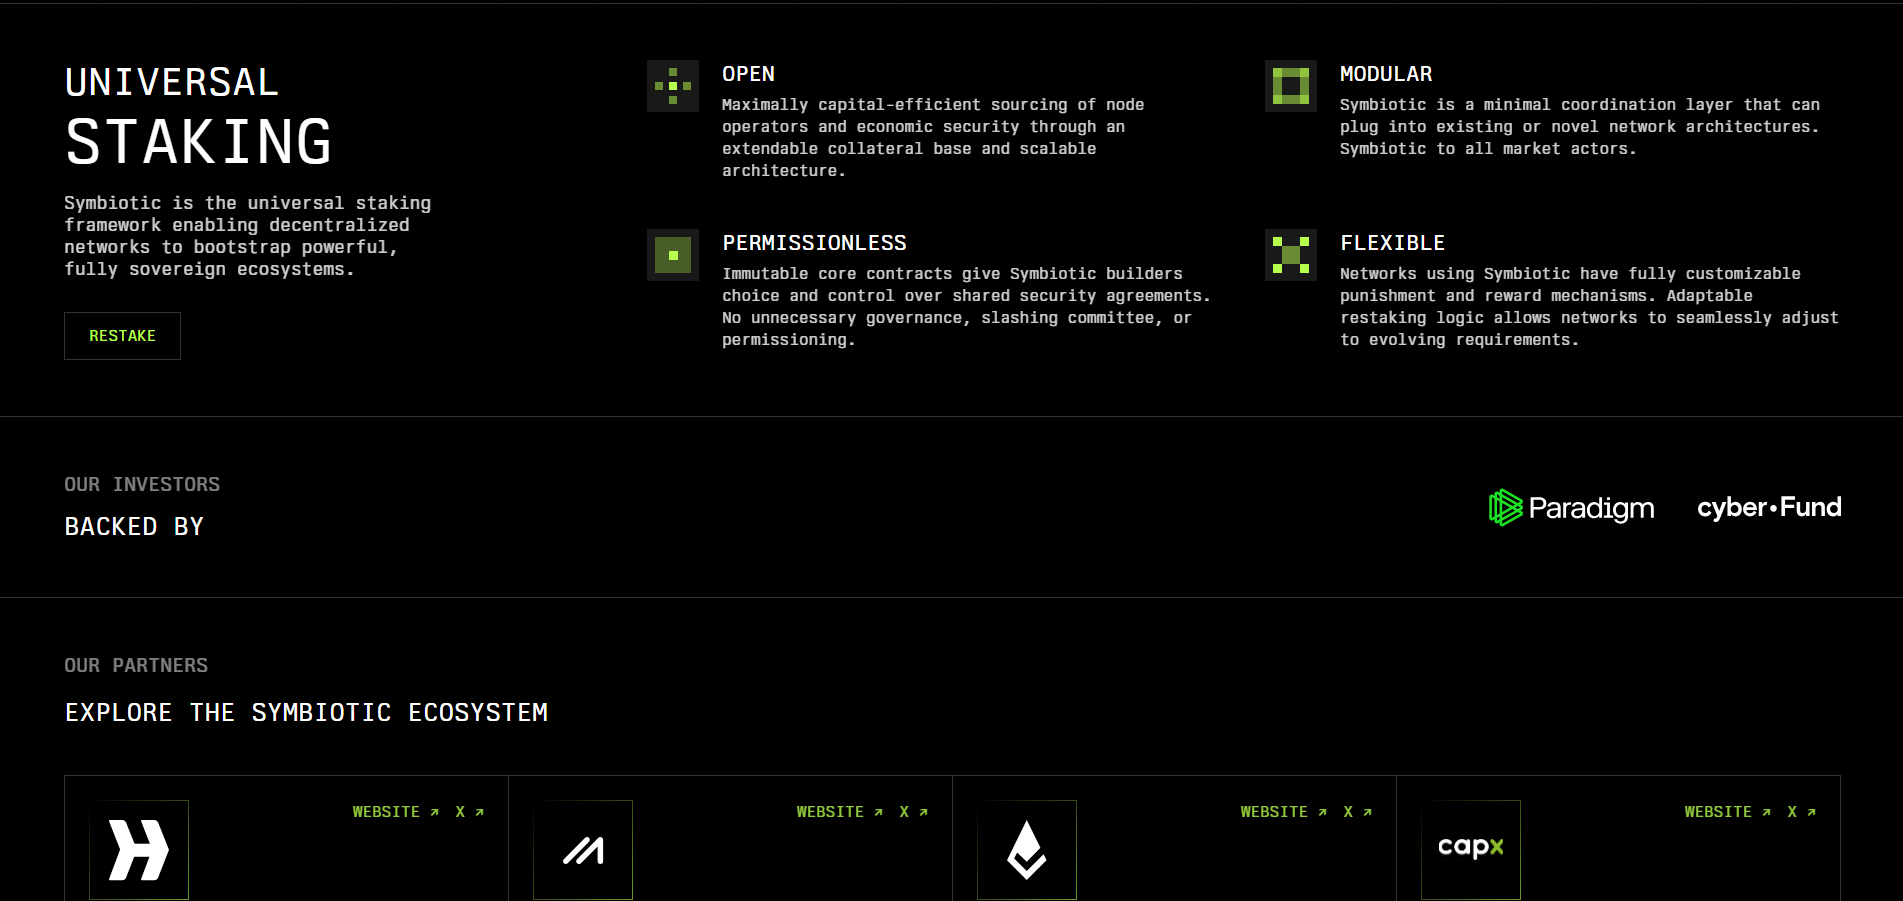 UNIVERSAL
STAKING
Symbiotic is the universal staking
framework enabling decentralized
networks to bootstrap powerful,
fully sovereign ecosystems.
RESTAKE
OPEN
Maximally capital-efficient sourcing of node
operators and economic security through an
extendable collateral base and scalable
architecture.
MODULAR
Symbiotic is a minimal coordination layer that can
plug into existing or novel network architectures.
Symbiotic to all market actors.
PERMISSIONLESS
Immutable core contracts give Symbiotic builders
choice and control over shared security agreements.
No unnecessary governance, slashing committee, or
permissioning.
FLEXIBLE
Networks using Symbiotic have fully customizable
punishment and reward mechanisms. Adaptable
restaking logic allows networks to seamlessly adjust
to evolving requirements.
OUR INVESTORS
BACKED BY
Paradigm
cyber•Fund
OUR PARTNERS
EXPLORE THE SYMBIOTIC ECOSYSTEM
WEBSITE ↗ X ↗
WEBSITE ↗ X ↗
WEBSITE ↗ X ↗
capx
WEBSITE ↗ X ↗